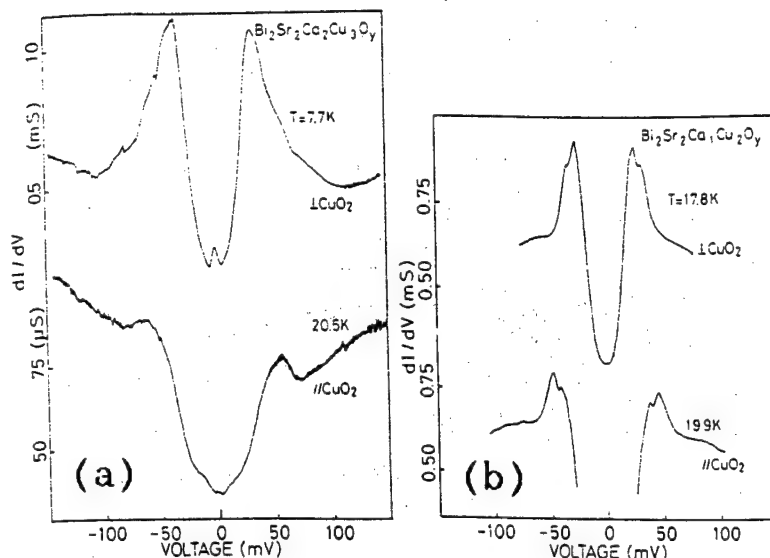 Bi2Sr2Ca2Cu3Oy
T=7.7K
⊥CuO2
20.5K
//CuO2
(a)
dI/dV
(mS)
(μS)
10
0.5
75
50
-100
-50
0
50
100
VOLTAGE (mV)
Bi2Sr2Ca1Cu2Oy
T=17.8K
⊥CuO2
19.9K
//CuO2
(b)
dI/dV (mS)
0.75
0.50
0.75
0.50
-100
-50
0
50
100
VOLTAGE (mV)